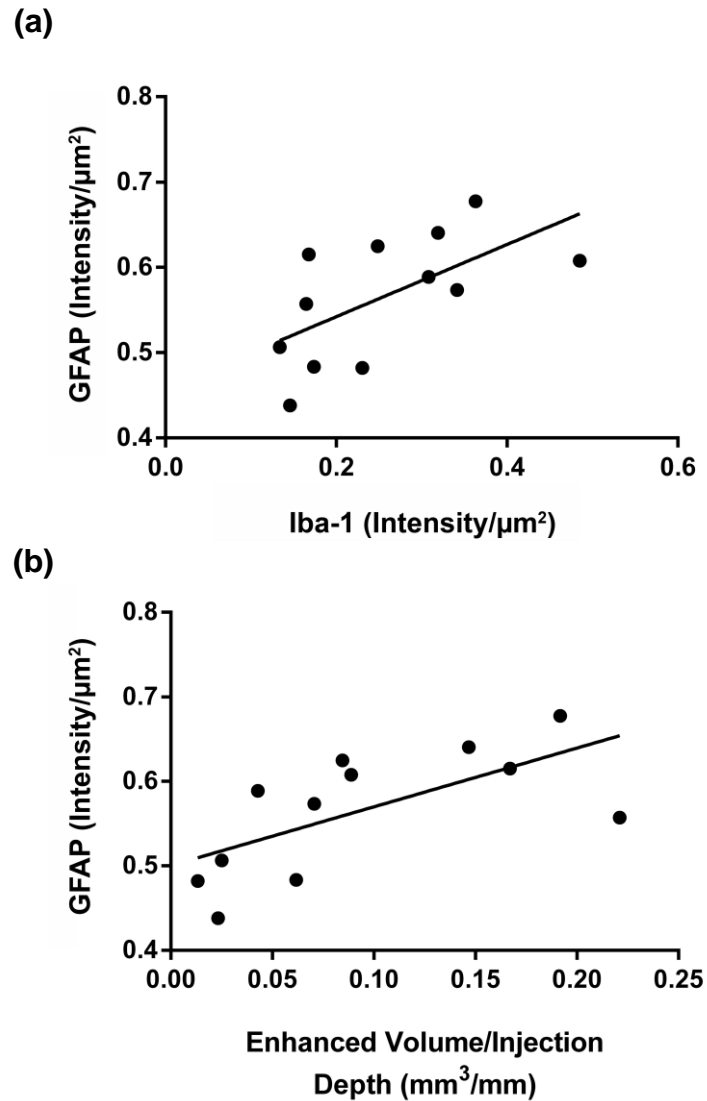 (a)
0.8
0.7
0.6
0.5
0.4
GFAP (Intensity/µm²)
0.0 0.2 0.4 0.6
Iba-1 (Intensity/µm²)
(b)
0.8
0.7
0.6
0.5
0.4
GFAP (Intensity/µm²)
0.00 0.05 0.10 0.15 0.20 0.25
Enhanced Volume/Injection
Depth (mm³/mm)